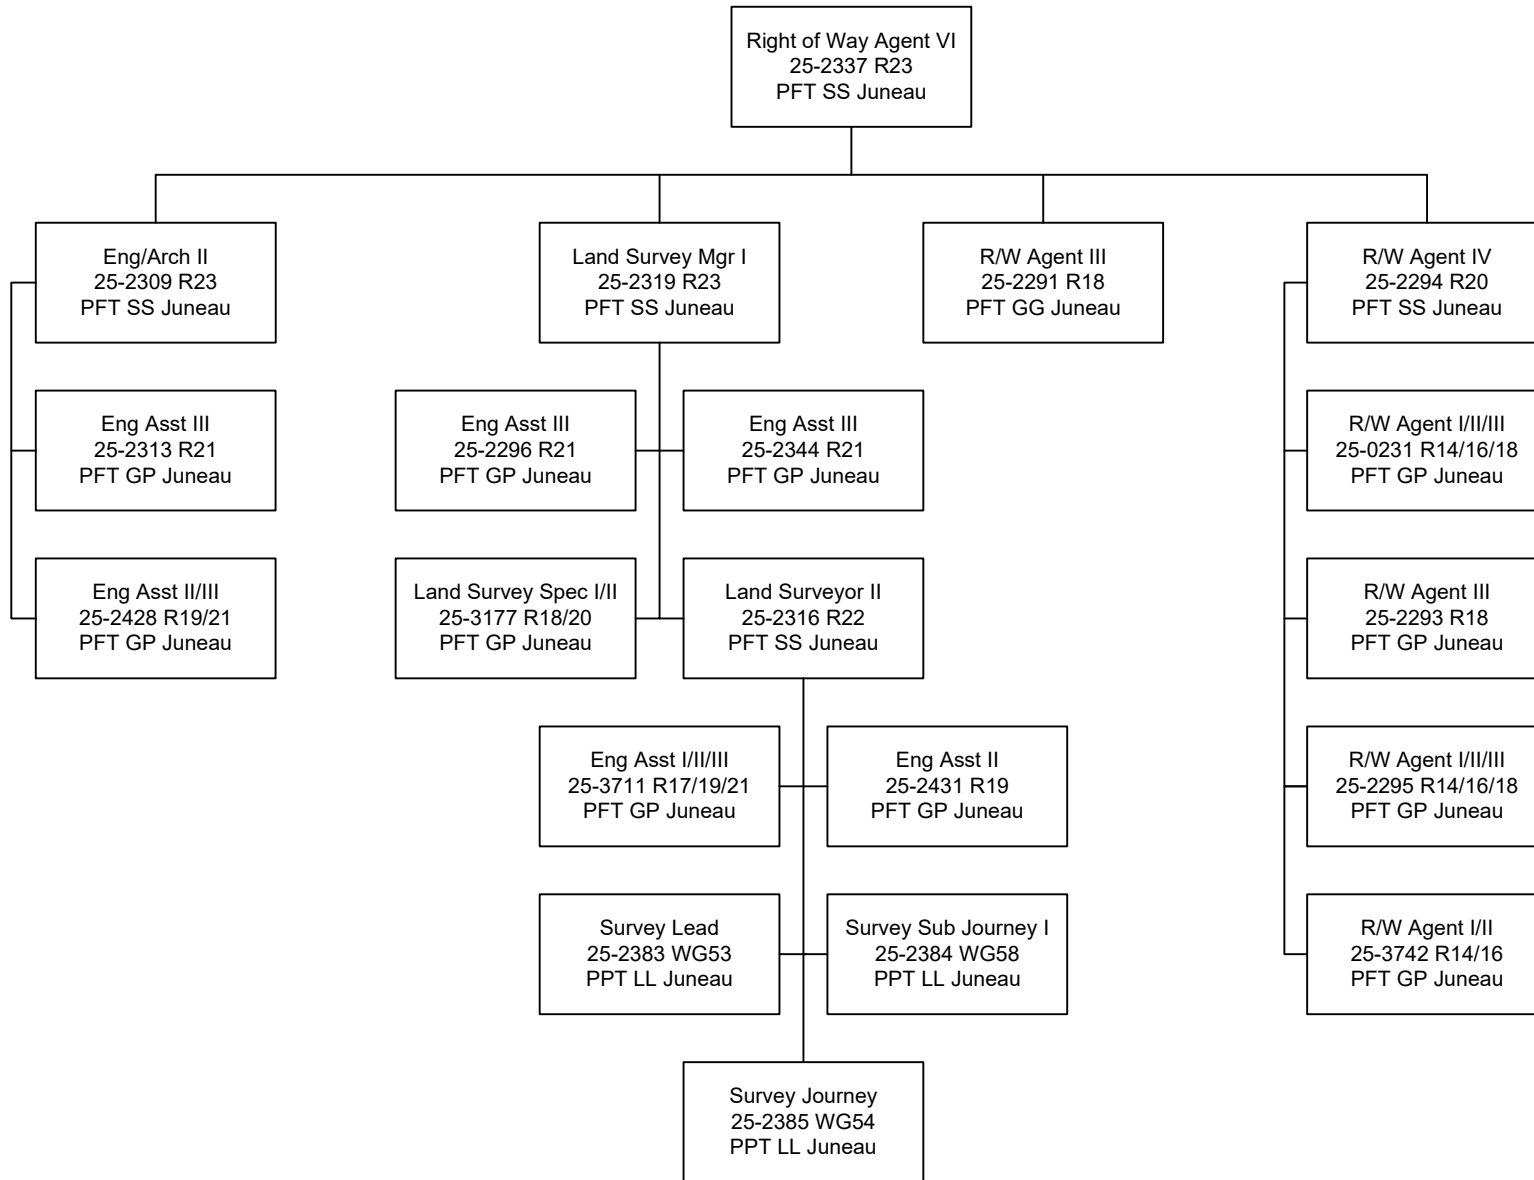 Right of Way Agent VI
25-2337 R23
PFT SS Juneau
Eng/Arch II
25-2309 R23
PFT SS Juneau
Land Survey Mgr I
25-2319 R23
PFT SS Juneau
R/W Agent III
25-2291 R18
PFT GG Juneau
R/W Agent IV
25-2294 R20
PFT SS Juneau
Eng Asst III
25-2313 R21
PFT GP Juneau
Eng Asst III
25-2296 R21
PFT GP Juneau
Eng Asst III
25-2344 R21
PFT GP Juneau
R/W Agent I/II/III
25-0231 R14/16/18
PFT GP Juneau
Eng Asst II/III
25-2428 R19/21
PFT GP Juneau
Land Survey Spec I/II
25-3177 R18/20
PFT GP Juneau
Land Surveyor II
25-2316 R22
PFT SS Juneau
R/W Agent III
25-2293 R18
PFT GP Juneau
Eng Asst I/II/III
25-3711 R17/19/21
PFT GP Juneau
Eng Asst II
25-2431 R19
PFT GP Juneau
R/W Agent I/II/III
25-2295 R14/16/18
PFT GP Juneau
Survey Lead
25-2383 WG53
PPT LL Juneau
Survey Sub Journey I
25-2384 WG58
PPT LL Juneau
R/W Agent I/II
25-3742 R14/16
PFT GP Juneau
Survey Journey
25-2385 WG54
PPT LL Juneau